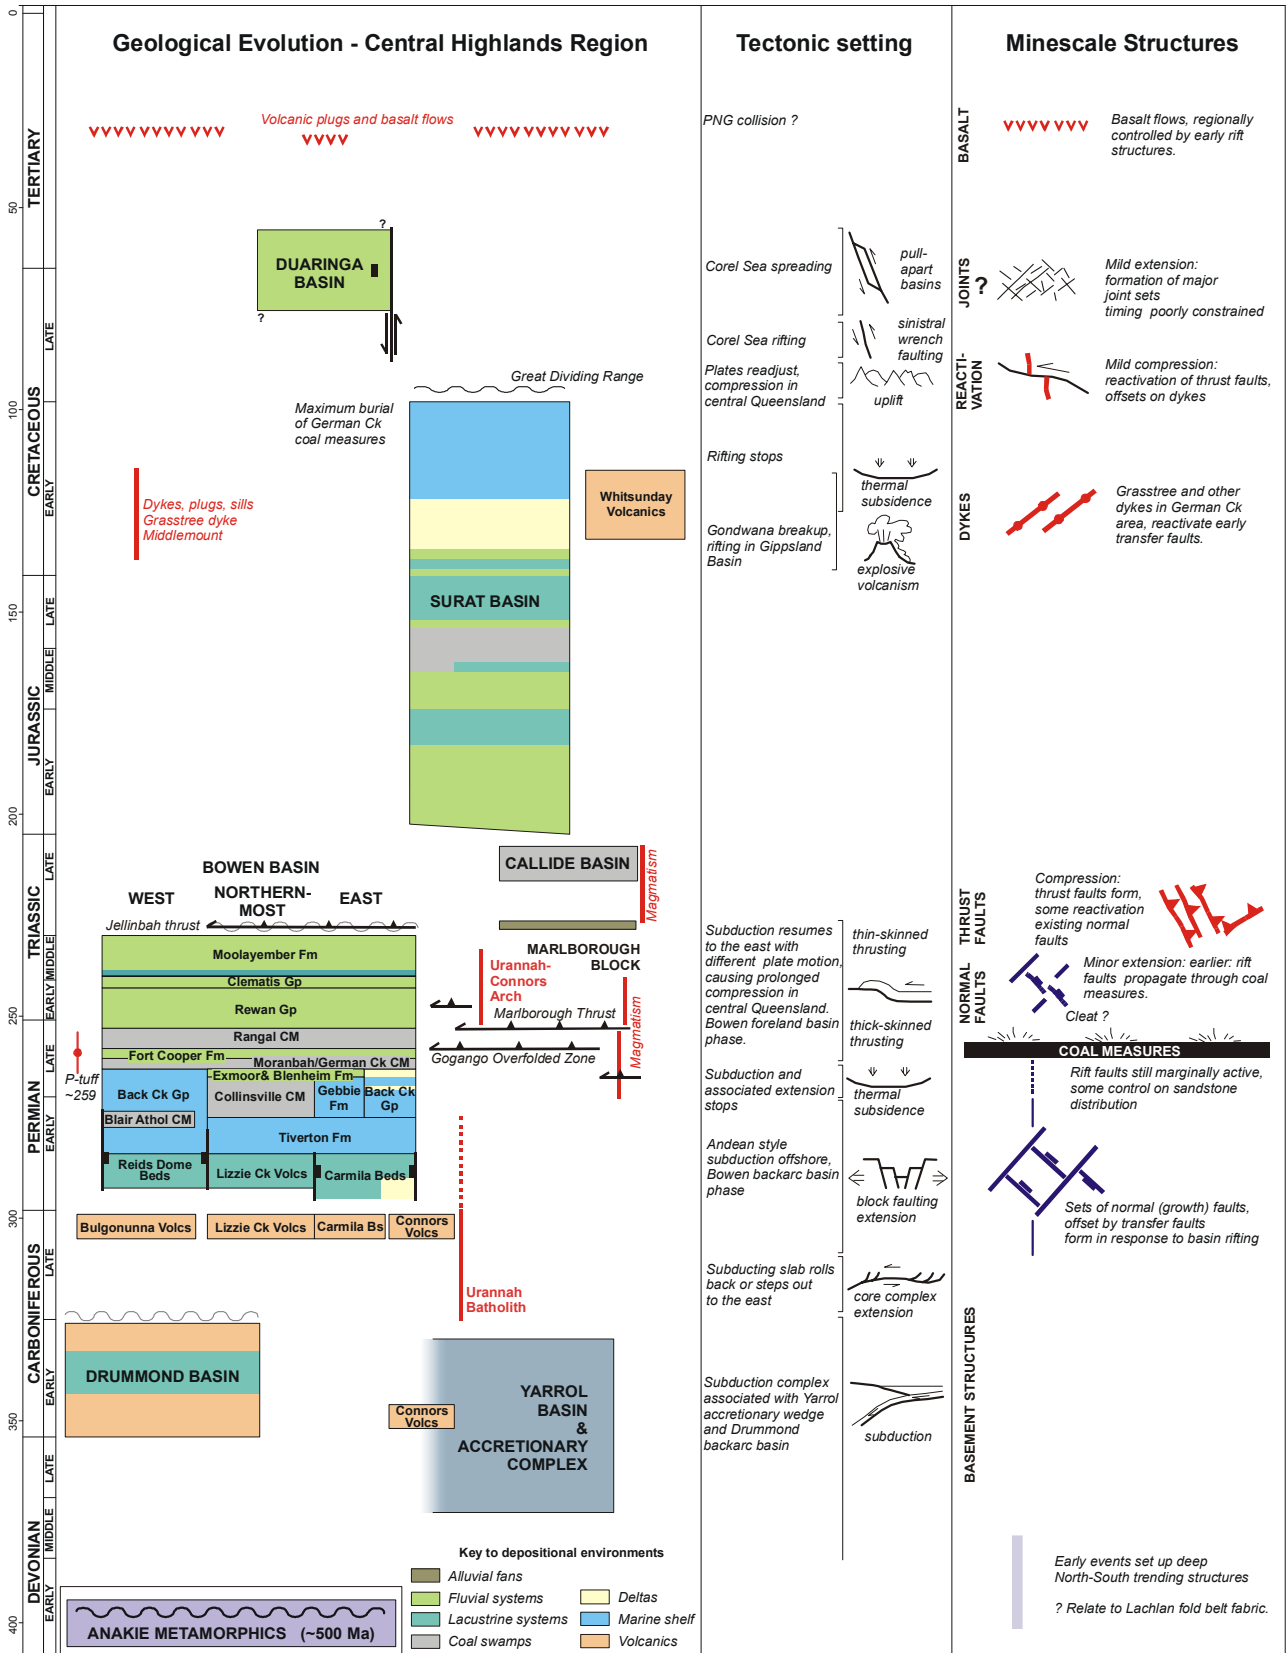 Geological Evolution - Central Highlands Region
Tectonic setting
Minescale Structures
0
50
100
150
200
250
300
350
400
TERTIARY
CRETACEOUS
LATE
EARLY
JURASSIC
LATE
MIDDLE
EARLY
TRIASSIC
LATE
MIDDLE
EARLY
PERMIAN
LATE
EARLY
CARBONIFEROUS
LATE
EARLY
DEVONIAN
LATE
MIDDLE
EARLY
Volcanic plugs and basalt flows
?
DUARINGA
BASIN
?
Great Dividing Range
Maximum burial
of German Ck
coal measures
Dykes, plugs, sills
Grasstree dyke
Middlemount
Whitsunday
Volcanics
SURAT BASIN
CALLIDE BASIN
Magmatism
BOWEN BASIN
WEST
NORTHERN-
MOST
EAST
Jellinbah thrust
Moolayember Fm
Clematis Gp
Rewan Gp
Rangal CM
Fort Cooper Fm
Moranbah/German Ck CM
Exmoor& Blenheim Fm
Back Ck Gp
Collinsville CM
Gebbie
Fm
Back Ck
Gp
Blair Athol CM
Tiverton Fm
Reids Dome
Beds
Lizzie Ck Volcs
Carmila Beds
P-tuff
~259
MARLBOROUGH
BLOCK
Urannah-
Connors
Arch
Marlborough Thrust
Gogango Overfolded Zone
Magmatism
Bulgonunna Volcs
Lizzie Ck Volcs
Carmila Bs
Connors
Volcs
Urannah
Batholith
DRUMMOND BASIN
Connors
Volcs
YARROL
BASIN
&
ACCRETIONARY
COMPLEX
ANAKIE METAMORPHICS (~500 Ma)
Key to depositional environments
Alluvial fans
Fluvial systems
Lacustrine systems
Coal swamps
Deltas
Marine shelf
Volcanics
PNG collision ?
Corel Sea spreading
pull-
apart
basins
Corel Sea rifting
sinistral
wrench
faulting
Plates readjust,
compression in
central Queensland
uplift
Rifting stops
thermal
subsidence
Gondwana breakup,
rifting in Gippsland
Basin
explosive
volcanism
Subduction resumes
to the east with
different plate motion,
causing prolonged
compression in
central Queensland.
Bowen foreland basin
phase.
thin-skinned
thrusting
thick-skinned
thrusting
Subduction and
associated extension
stops
thermal
subsidence
Andean style
subduction offshore,
Bowen backarc basin
phase
block faulting
extension
Subducting slab rolls
back or steps out
to the east
core complex
extension
Subduction complex
associated with Yarrol
accretionary wedge
and Drummond
backarc basin
subduction
BASALT
Basalt flows, regionally
controlled by early rift
structures.
JOINTS
?
Mild extension:
formation of major
joint sets
timing poorly constrained
REACTI-
VATION
Mild compression:
reactivation of thrust faults,
offsets on dykes
DYKES
Grasstree and other
dykes in German Ck
area, reactivate early
transfer faults.
THRUST
FAULTS
Compression:
thrust faults form,
some reactivation
existing normal
faults
NORMAL
FAULTS
Minor extension: earlier: rift
faults propagate through coal
measures.
Cleat ?
COAL MEASURES
Rift faults still marginally active,
some control on sandstone
distribution
Sets of normal (growth) faults,
offset by transfer faults
form in response to basin rifting
BASEMENT STRUCTURES
Early events set up deep
North-South trending structures
? Relate to Lachlan fold belt fabric.